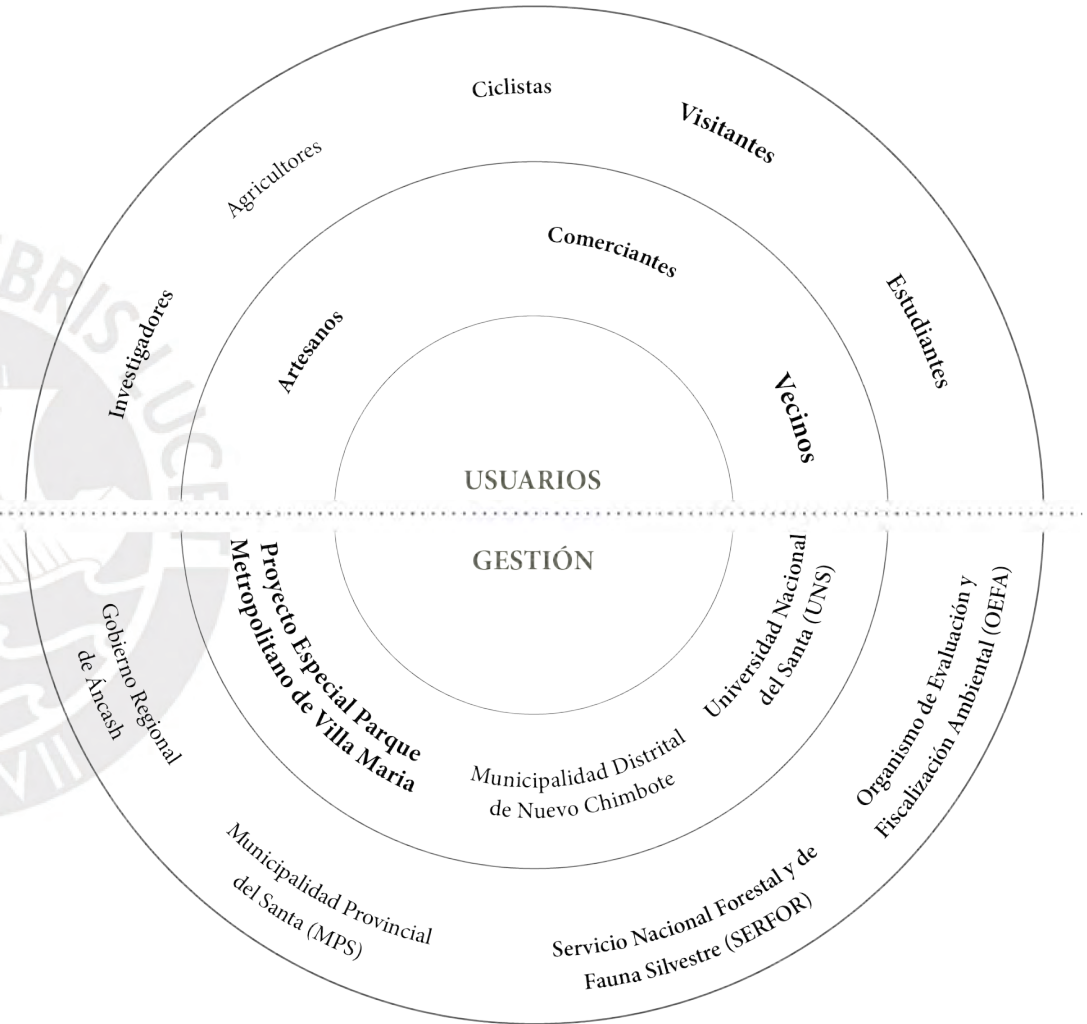 Ciclistas
Visitantes
Agricultores
Comerciantes
Estudiantes
Investigadores
Artesanos
Vecinos
USUARIOS
GESTIÓN
Proyecto Especial Parque
Metropolitano de Villa Maria
Universidad Nacional
del Santa (UNS)
Municipalidad Distrital
de Nuevo Chimbote
Gobierno Regional
de Áncash
Organismo de Evaluación y
Fiscalización Ambiental (OEFA)
Municipalidad Provincial
del Santa (MPS)
Servicio Nacional Forestal y de
Fauna Silvestre (SERFOR)